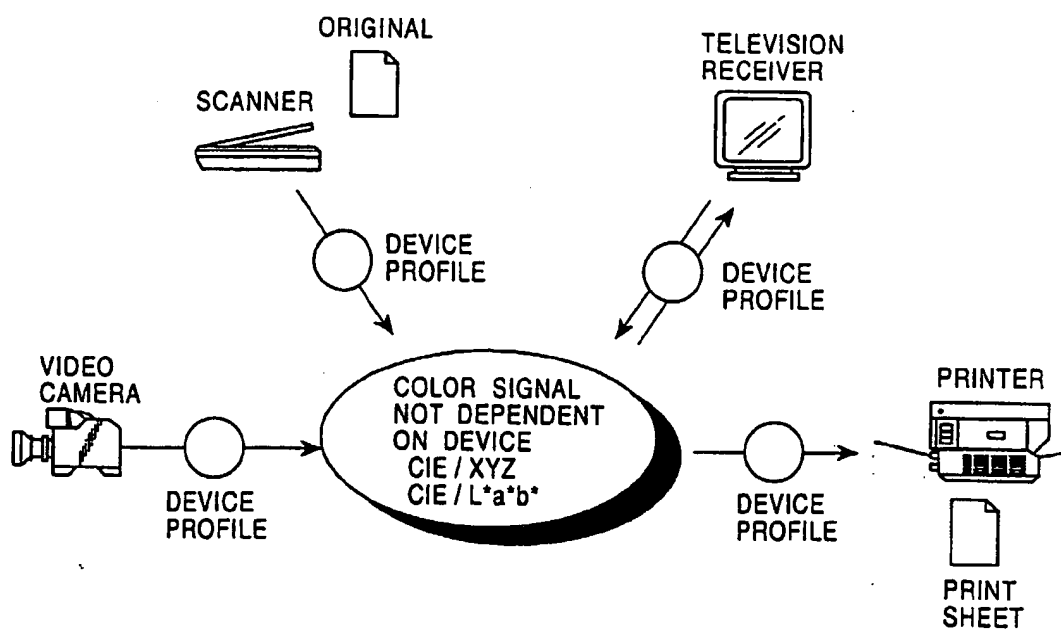 ORIGINAL
SCANNER
TELEVISION
RECEIVER
DEVICE
PROFILE
DEVICE
PROFILE
VIDEO
CAMERA
DEVICE
PROFILE
COLOR SIGNAL
NOT DEPENDENT
ON DEVICE
CIE / XYZ
CIE / L*a*b*
DEVICE
PROFILE
PRINTER
PRINT
SHEET